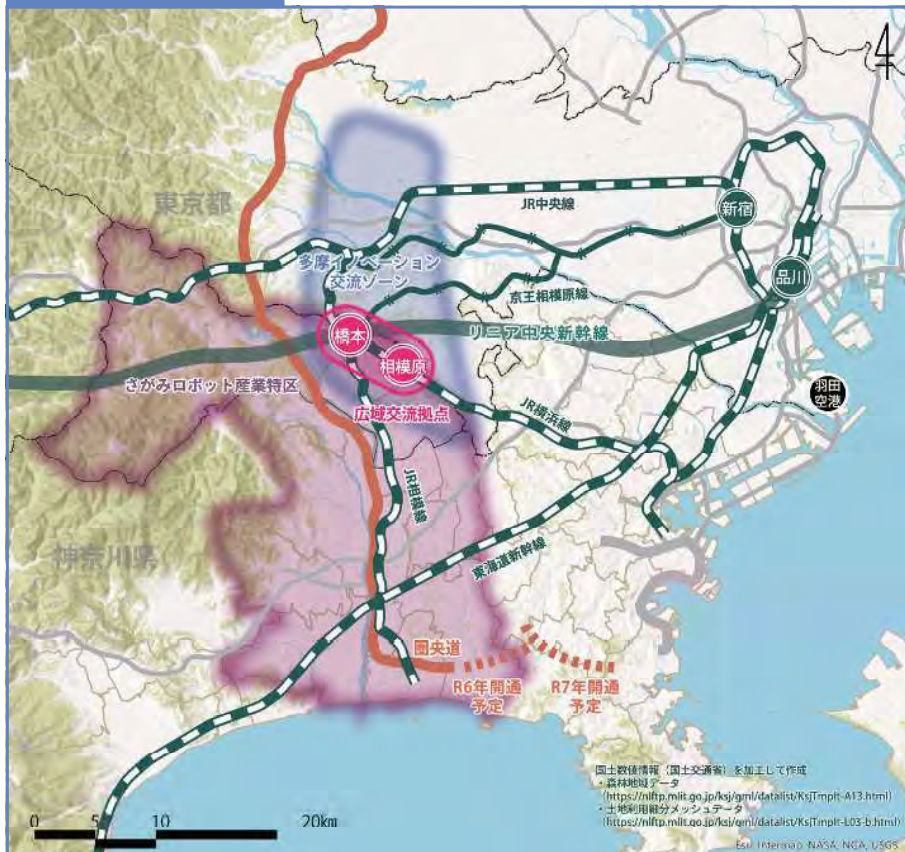 東京都
JR中央線
新宿
多摩イノベーション
交流ゾーン
京王相模原線
品川
橋本
リニア中央新幹線
相模原
さがみロボット産業特区
羽田
空港
広域交流拠点
JR横浜線
JR相模線
神奈川県
東海道新幹線
圏央道
R6年開通
予定
R7年開通
予定
国土数値情報（国土交通省）を加工して作成
・森林地域データ
（https://nlftp.mlit.go.jp/ksj/gml/datalist/KsjTmplt-A13.html）
・土地利用細分メッシュデータ
（https://nlftp.mlit.go.jp/ksj/gml/datalist/KsjTmplt-L03-b.html）
0 5 10 20km
Esri, Intermap, NASA, NGA, USGS